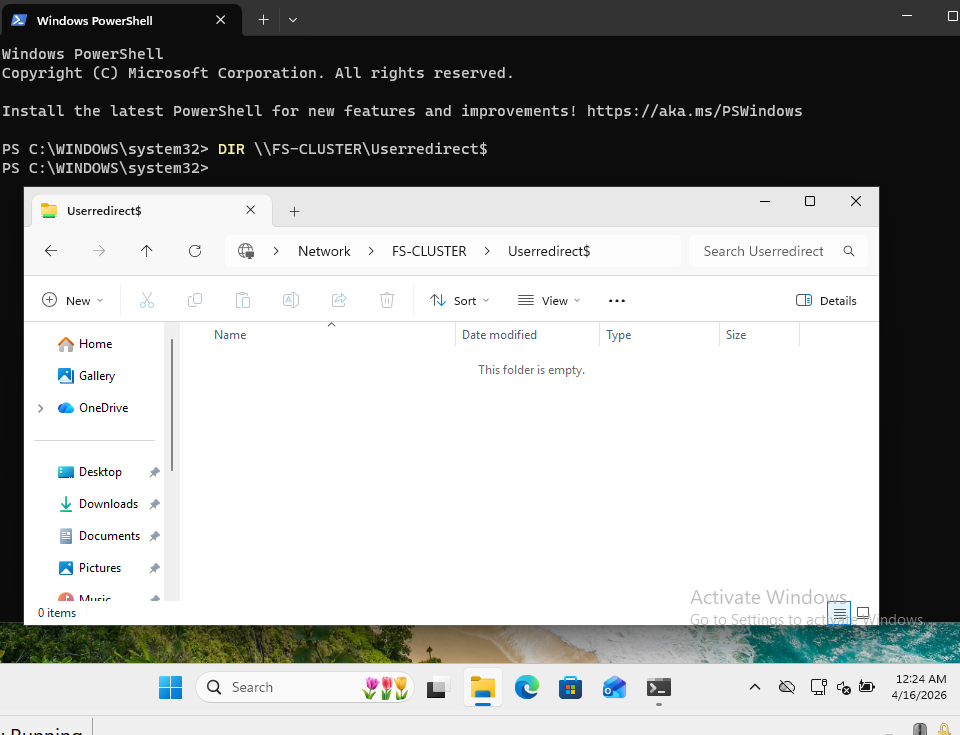 Windows PowerShell
Windows PowerShell
Copyright (C) Microsoft Corporation. All rights reserved.
Install the latest PowerShell for new features and improvements! https://aka.ms/PSWindows
PS C:\WINDOWS\system32> DIR \\FS-CLUSTER\Userredirect$
PS C:\WINDOWS\system32>
Userredirect$
Network > FS-CLUSTER > Userredirect$
Search Userredirect
New
Sort
View
Details
Home
Gallery
OneDrive
Desktop
Downloads
Documents
Pictures
Music
Name Date modified Type Size
This folder is empty.
0 items
Activate Windows
Go to Settings to activate Windows.
Search
12:24 AM
4/16/2026
Running